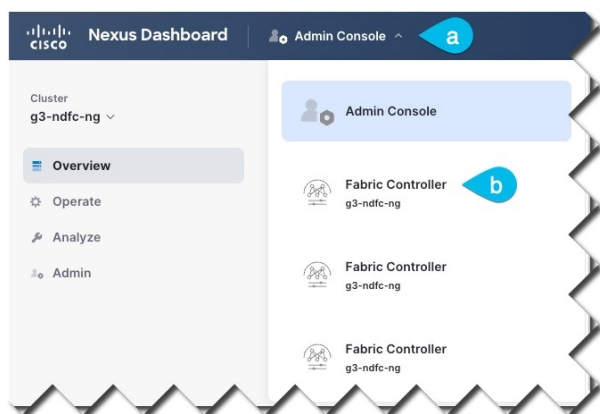 CISCO
Nexus Dashboard
Admin Console
a
Cluster
g3-ndfc-ng
Overview
Operate
Analyze
Admin
Admin Console
Fabric Controller
b
g3-ndfc-ng
Fabric Controller
g3-ndfc-ng
Fabric Controller
g3-ndfc-ng